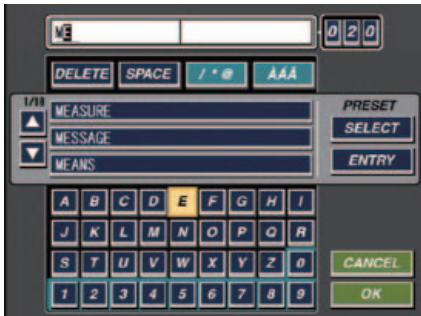 ME 020
DELETE SPACE / * @ ÀÁÂ
1/18 MEASURE PRESET
MESSAGE SELECT
MEANS ENTRY
A B C D E F G H I
J K L M N O P Q R
S T U V W X Y Z 0 CANCEL
1 2 3 4 5 6 7 8 9 OK